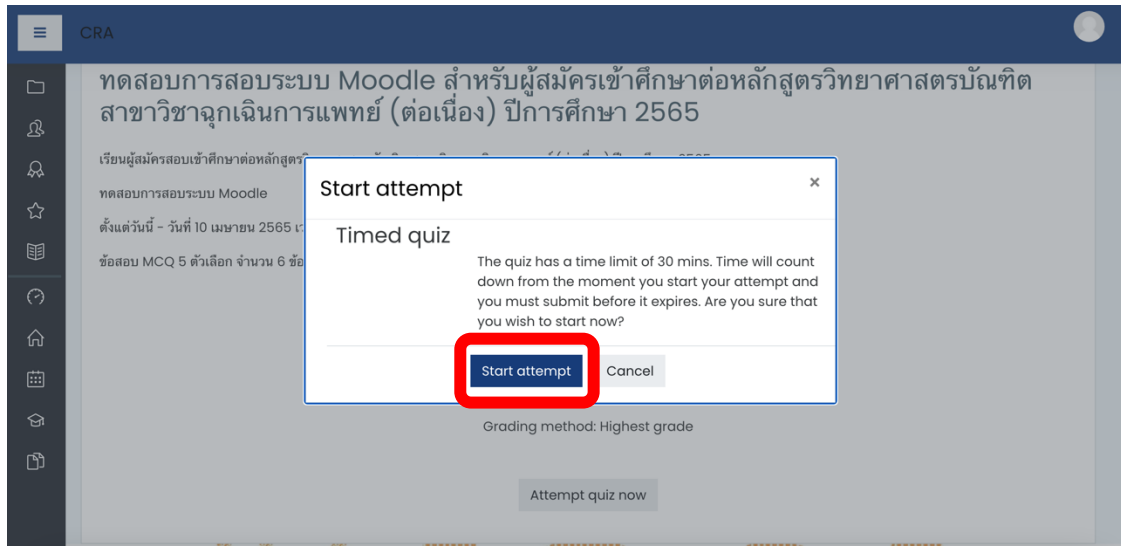 CRA
ทดสอบการสอบระบบ Moodle สำหรับผู้สมัครเข้าศึกษาต่อหลักสูตรวิทยาศาสตรบัณฑิต
สาขาวิชาฉุกเฉินการแพทย์ (ต่อเนื่อง) ปีการศึกษา 2565
เรียนผู้สมัครสอบเข้าศึกษาต่อหลักสูตร
ทดสอบการสอบระบบ Moodle
ตั้งแต่วันนี้ - วันที่ 10 เมษายน 2565
ข้อสอบ MCQ 5 ตัวเลือก จำนวน 6 ข้อ
Start attempt
×
Timed quiz
The quiz has a time limit of 30 mins. Time will count
down from the moment you start your attempt and
you must submit before it expires. Are you sure that
you wish to start now?
Start attempt
Cancel
Grading method: Highest grade
Attempt quiz now